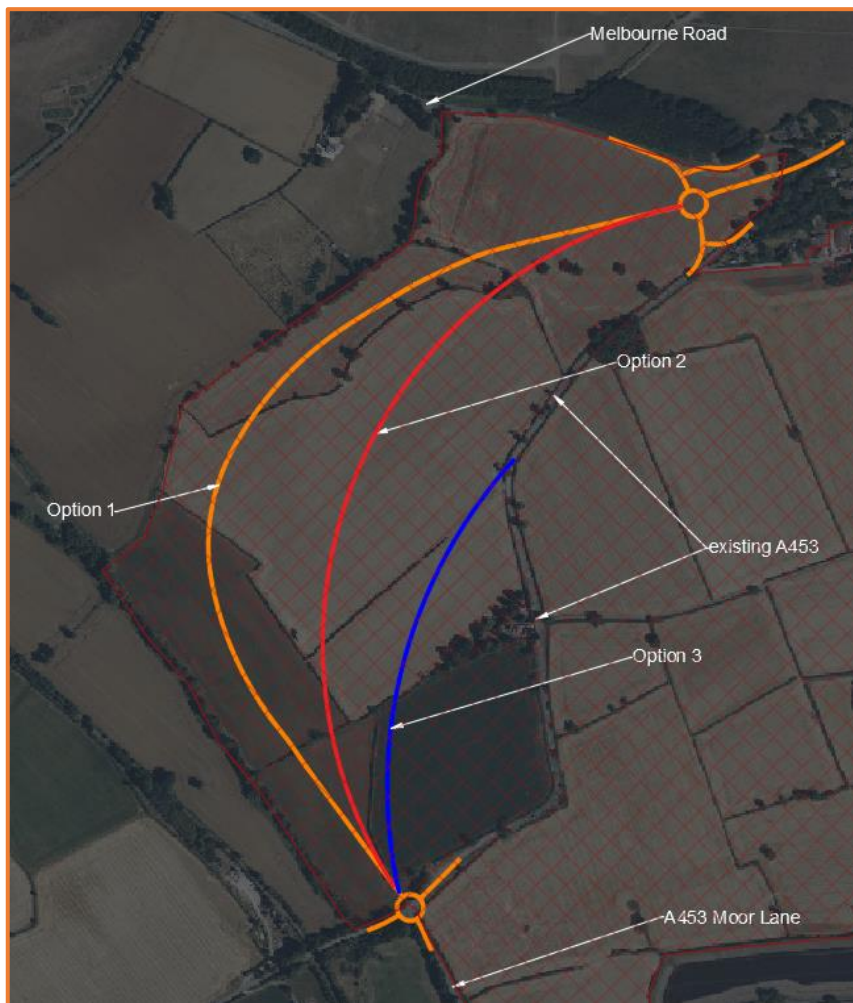 Melbourne Road
Option 2
Option 1
existing A453
Option 3
A453 Moor Lane